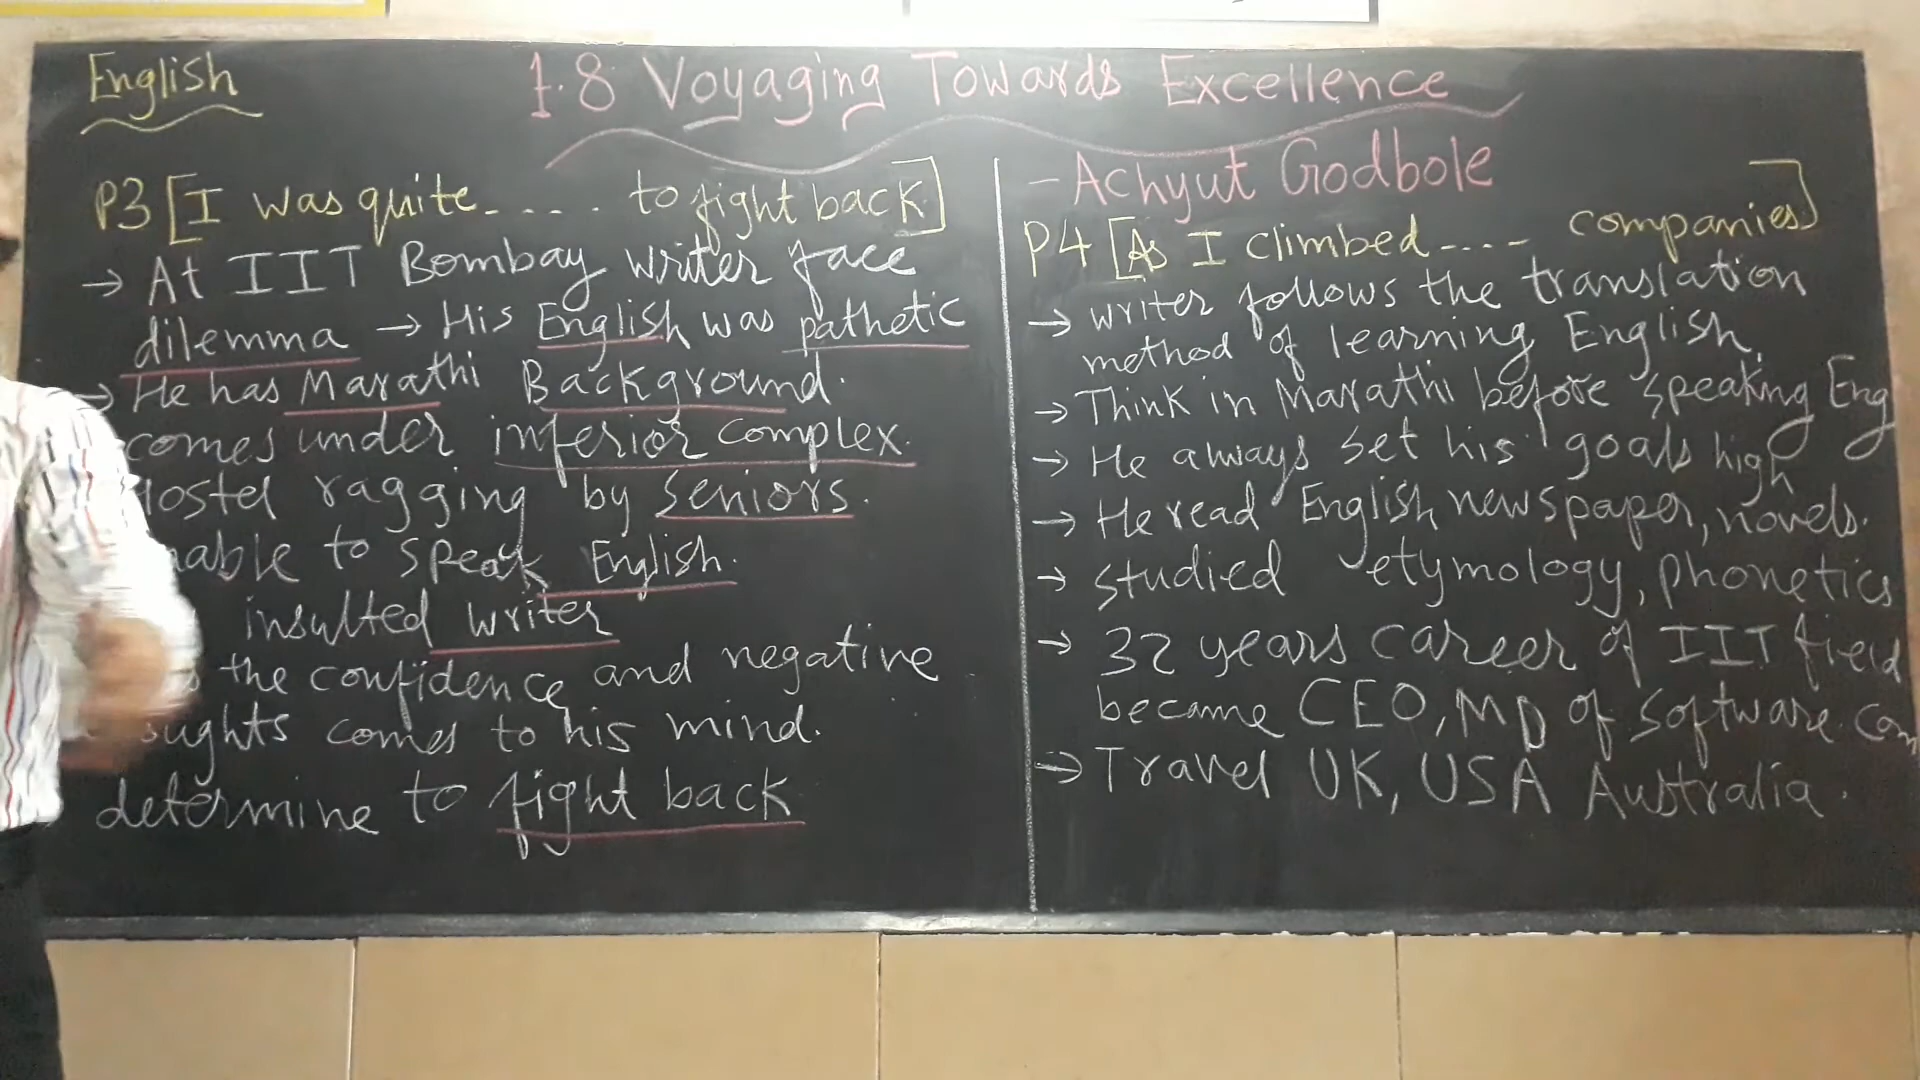 English
1.8 Voyaging Towards Excellence
- Achyut Godbole
P3 [I was quite..... to fight back]
→ At IIT Bombay writer face
dilemma → His English was pathetic
→ He has Marathi Background.
comes under inferior complex.
Hostel ragging by seniors.
to speak English.
insulted writer
the confidence and negative
comes to his mind.
determine to fight back
P4 [As I climbed.... companies]
→ writer follows the translation
method of learning English.
→ Think in Marathi before speaking Eng
→ He always set his goals high
→ He read English newspaper, novels.
→ studied etymology, phonetics
→ 32 years career of IIT field
became CEO, MD of software com
→ Travel UK, USA Australia.